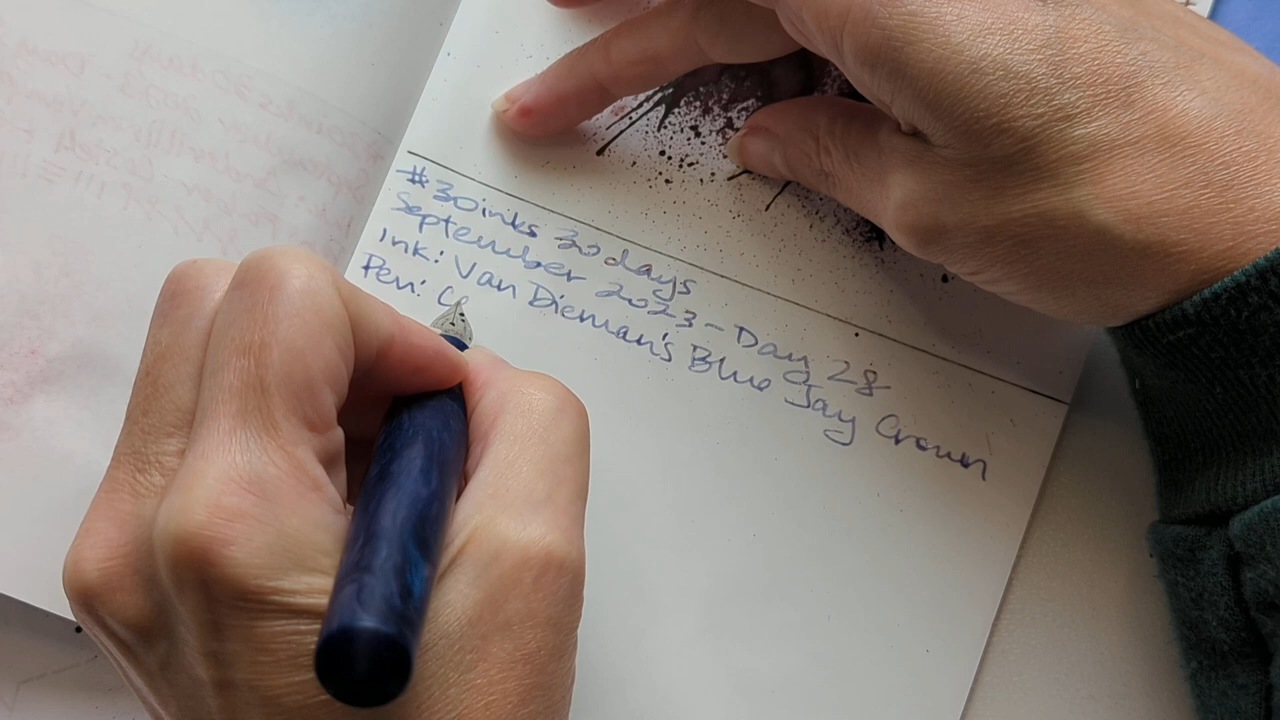 #30inks 30days
September 2023 - Day 28
Ink: Van Dieman's Blue Jay Crown
Pen: